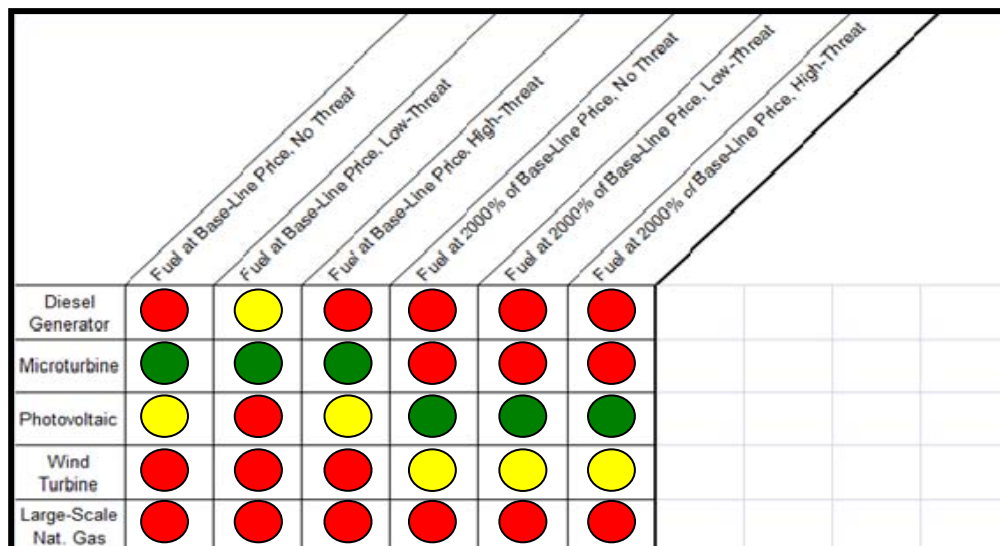 Fuel at Base-Line Price, No Threat
Fuel at Base-Line Price, Low-Threat
Fuel at Base-Line Price, High-Threat
Fuel at 2000% of Base-Line Price, No Threat
Fuel at 2000% of Base-Line Price, Low-Threat
Fuel at 2000% of Base-Line Price, High-Threat
Diesel
Generator
Microturbine
Photovoltaic
Wind
Turbine
Large-Scale
Nat. Gas